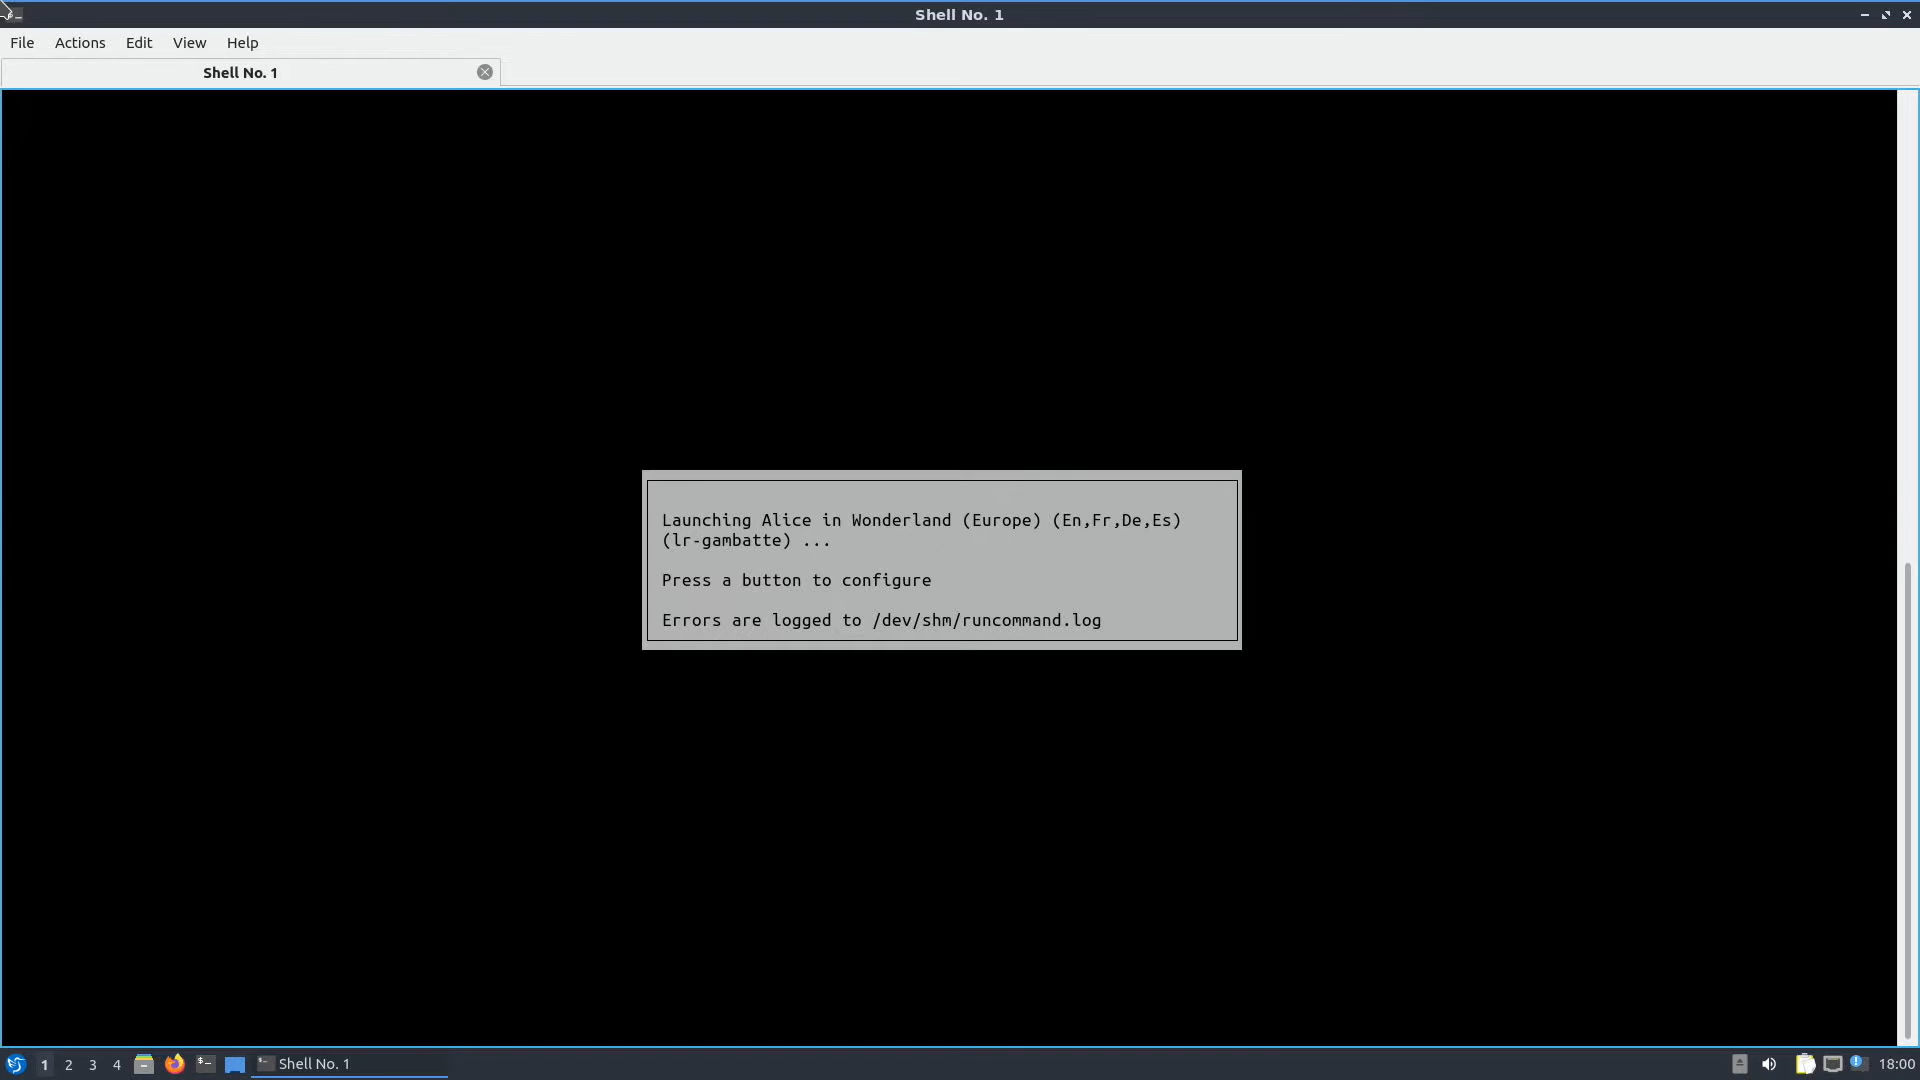 Shell No. 1
File Actions Edit View Help
Shell No. 1
Launching Alice in Wonderland (Europe) (En,Fr,De,Es)
(lr-gambatte) ...
Press a button to configure
Errors are logged to /dev/shm/runcommand.log
1 2 3 4 Shell No. 1 18:00